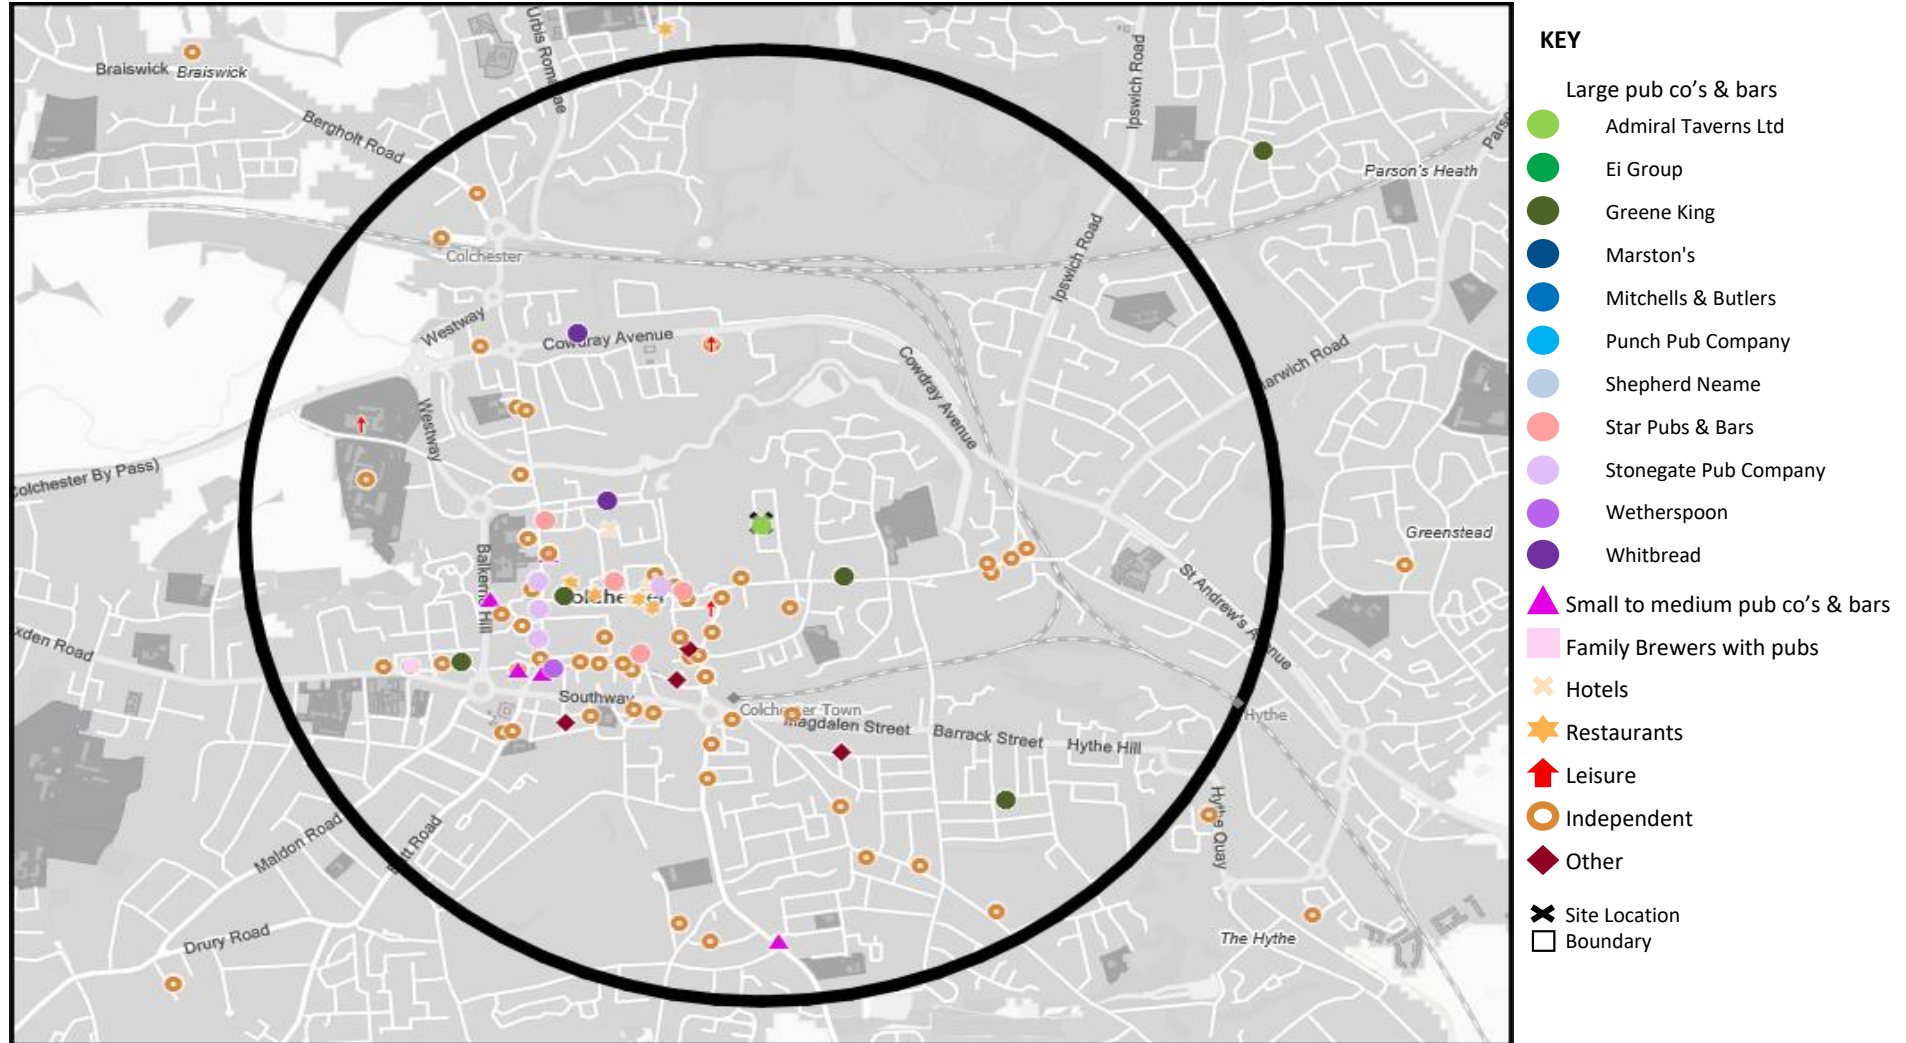 Braiswick
Braiswick
Bergholt Road
Ipswich Road
Parson's Heath
Colchester
Ipswich Road
Westway
Cowdray Avenue
Cowdray Avenue
Westway
Colchester By Pass)
Greenstead
St Andrew's Avenue
Southway
Colchester Town
Magdalen Street
Barrack Street
Hythe Hill
Hythe
Hythe Quay
Maldon Road
Drury Road
The Hythe
KEY
Large pub co’s & bars
Admiral Taverns Ltd
Ei Group
Greene King
Marston's
Mitchells & Butlers
Punch Pub Company
Shepherd Neame
Star Pubs & Bars
Stonegate Pub Company
Wetherspoon
Whitbread
Small to medium pub co’s & bars
Family Brewers with pubs
Hotels
Restaurants
Leisure
Independent
Other
Site Location
Boundary